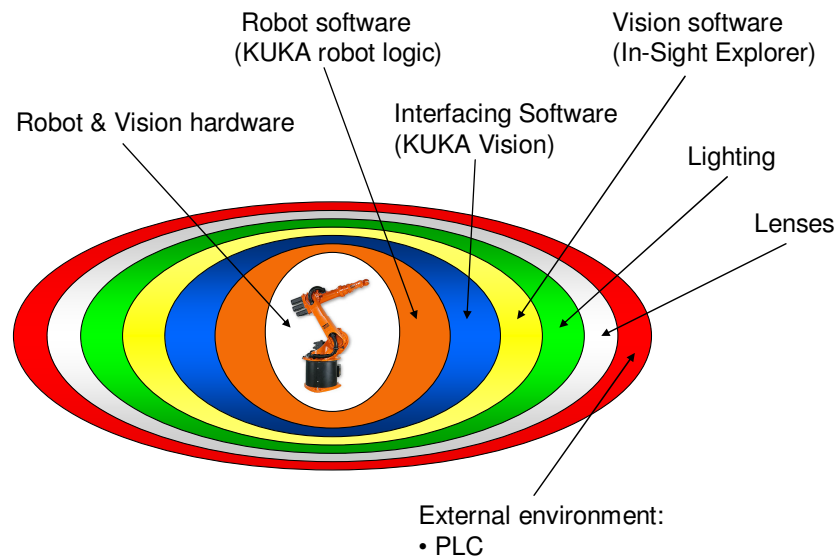 Robot software
(KUKA robot logic)
Vision software
(In-Sight Explorer)
Robot & Vision hardware
Interfacing Software
(KUKA Vision)
Lighting
Lenses
External environment:
• PLC